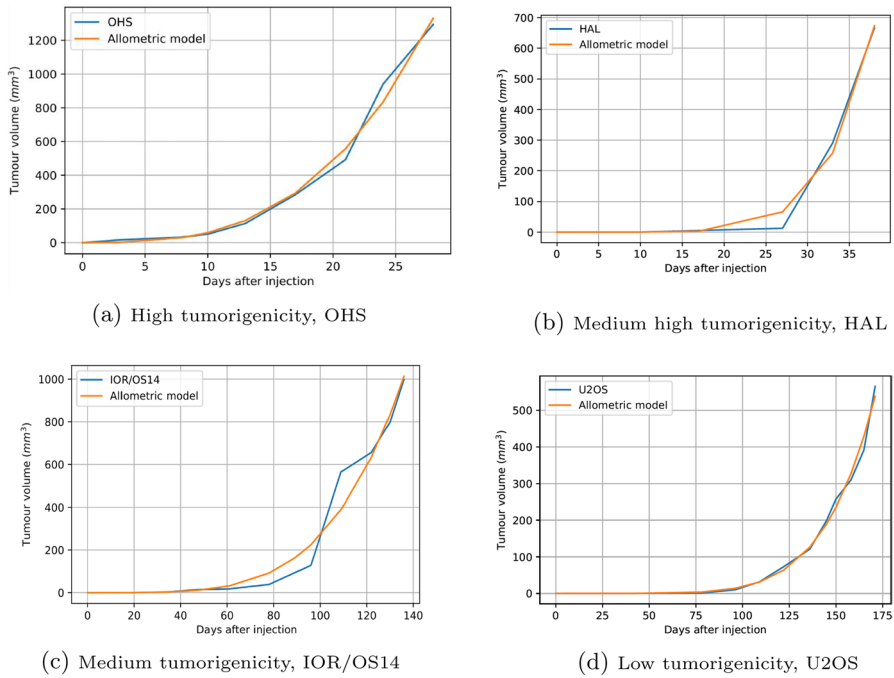 OHS
Allometric model
Tumour volume (mm³)
1200
1000
800
600
400
200
0
0 5 10 15 20 25
Days after injection
(a) High tumorigenicity, OHS
HAL
Allometric model
Tumour volume (mm³)
700
600
500
400
300
200
100
0
0 5 10 15 20 25 30 35
Days after injection
(b) Medium high tumorigenicity, HAL
IOR/OS14
Allometric model
Tumour volume (mm³)
1000
800
600
400
200
0
0 20 40 60 80 100 120 140
Days after injection
(c) Medium tumorigenicity, IOR/OS14
U2OS
Allometric model
Tumour volume (mm³)
500
400
300
200
100
0
0 25 50 75 100 125 150 175
Days after injection
(d) Low tumorigenicity, U2OS